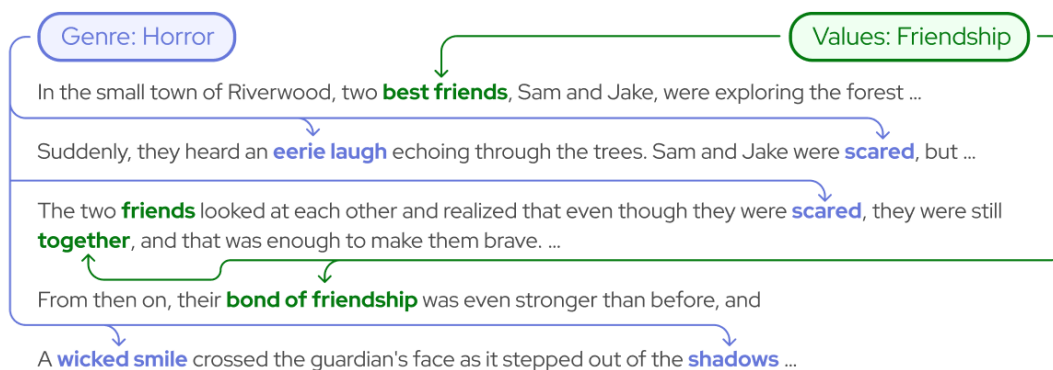 Genre: Horror
Values: Friendship
In the small town of Riverwood, two best friends, Sam and Jake, were exploring the forest ...
Suddenly, they heard an eerie laugh echoing through the trees. Sam and Jake were scared, but ...
The two friends looked at each other and realized that even though they were scared, they were still
together, and that was enough to make them brave. ...
From then on, their bond of friendship was even stronger than before, and
A wicked smile crossed the guardian's face as it stepped out of the shadows ...